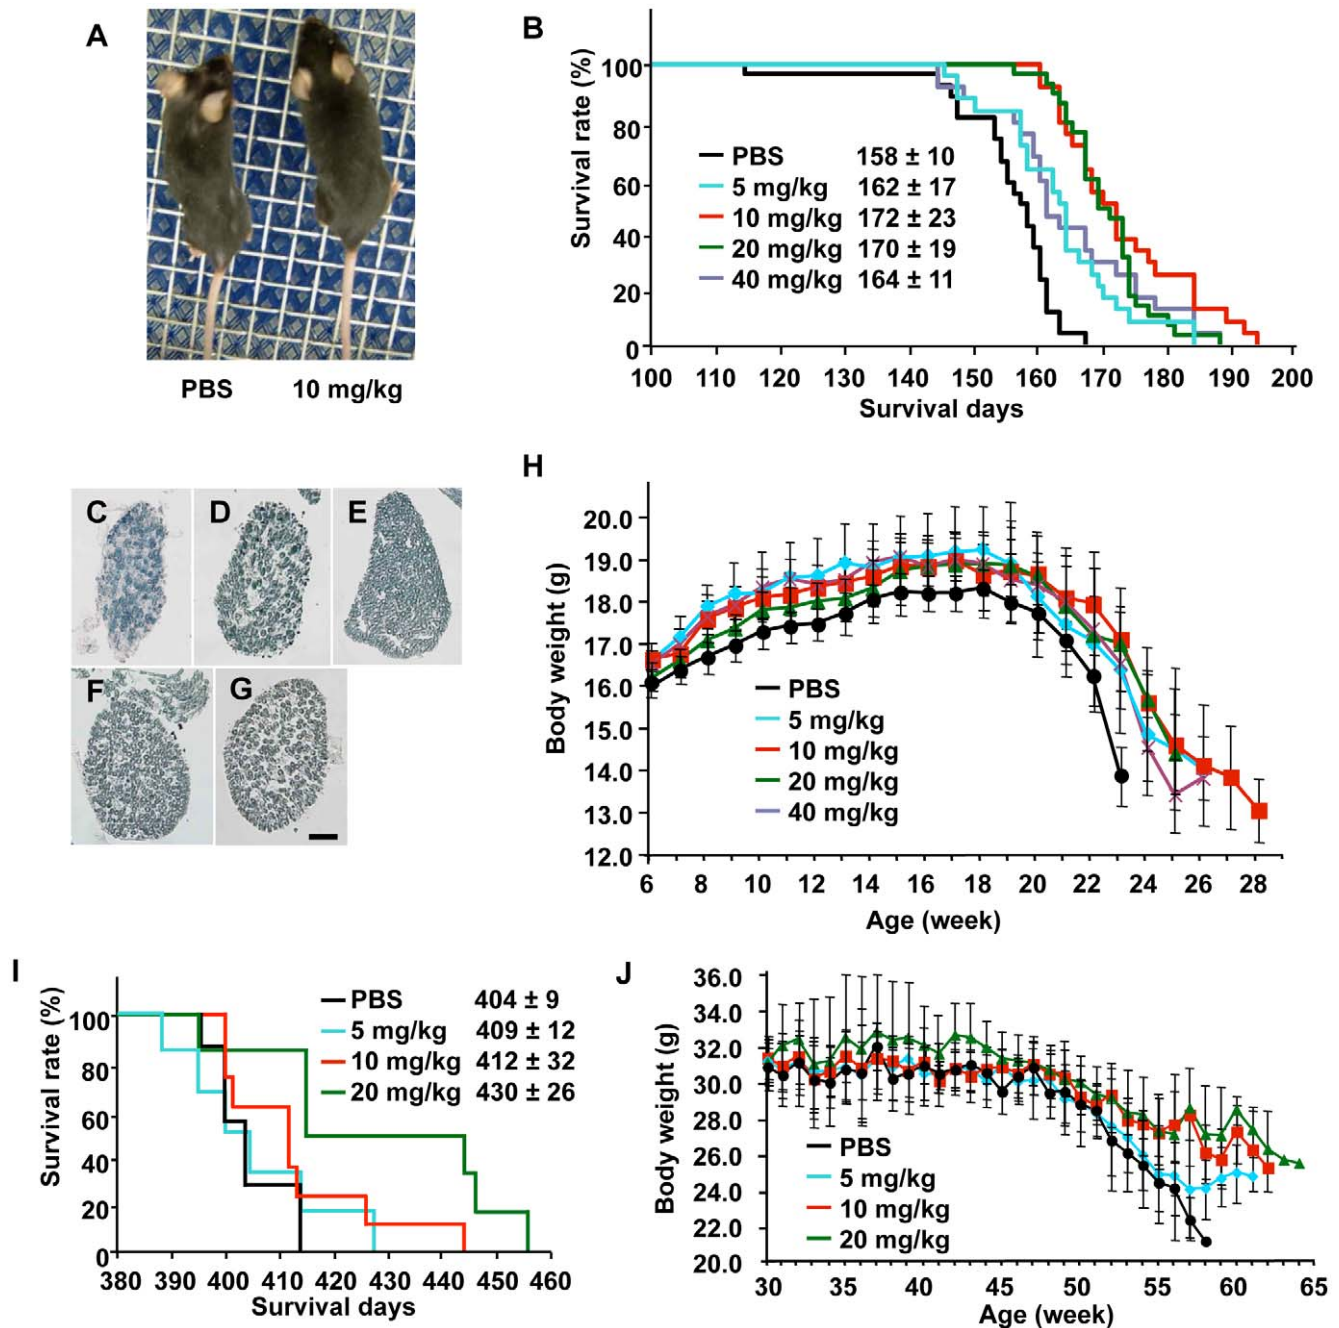 A
PBS 10 mg/kg
B
Survival rate (%)
100
80
60
40
20
0
PBS 158 ± 10
5 mg/kg 162 ± 17
10 mg/kg 172 ± 23
20 mg/kg 170 ± 19
40 mg/kg 164 ± 11
100 110 120 130 140 150 160 170 180 190 200
Survival days
C D E
F G
H
Body weight (g)
20.0
19.0
18.0
17.0
16.0
15.0
14.0
13.0
12.0
PBS
5 mg/kg
10 mg/kg
20 mg/kg
40 mg/kg
6 8 10 12 14 16 18 20 22 24 26 28
Age (week)
I
Survival rate (%)
100
80
60
40
20
0
PBS 404 ± 9
5 mg/kg 409 ± 12
10 mg/kg 412 ± 32
20 mg/kg 430 ± 26
380 390 400 410 420 430 440 450 460
Survival days
J
Body weight (g)
36.0
34.0
32.0
30.0
28.0
26.0
24.0
22.0
20.0
PBS
5 mg/kg
10 mg/kg
20 mg/kg
30 35 40 45 50 55 60 65
Age (week)